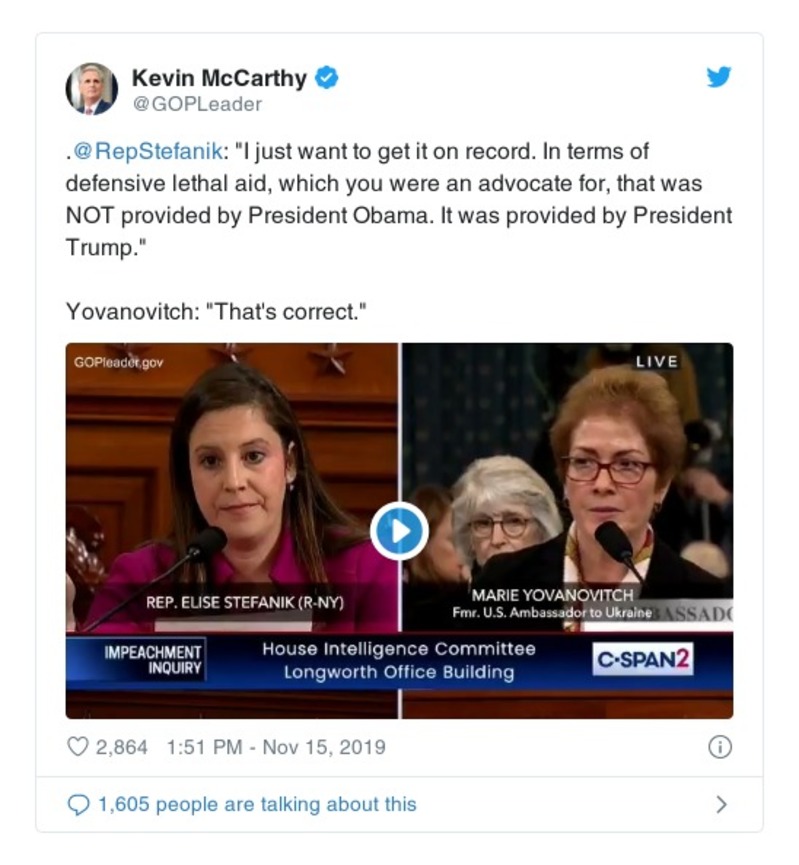 Kevin McCarthy
@GOPLeader
.@RepStefanik: "I just want to get it on record. In terms of
defensive lethal aid, which you were an advocate for, that was
NOT provided by President Obama. It was provided by President
Trump."
Yovanovitch: "That's correct."
GOPleader.gov
LIVE
REP. ELISE STEFANIK (R-NY)
MARIE YOVANOVITCH
Fmr. U.S. Ambassador to Ukraine
IMPEACHMENT
INQUIRY
House Intelligence Committee
Longworth Office Building
C-SPAN2
2,864 1:51 PM - Nov 15, 2019
1,605 people are talking about this